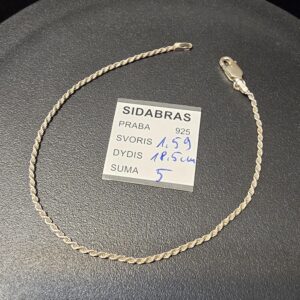 SIDABRAS
PRABA 925
SVORIS 1.59
DYDIS 18.5cm
SUMA 5